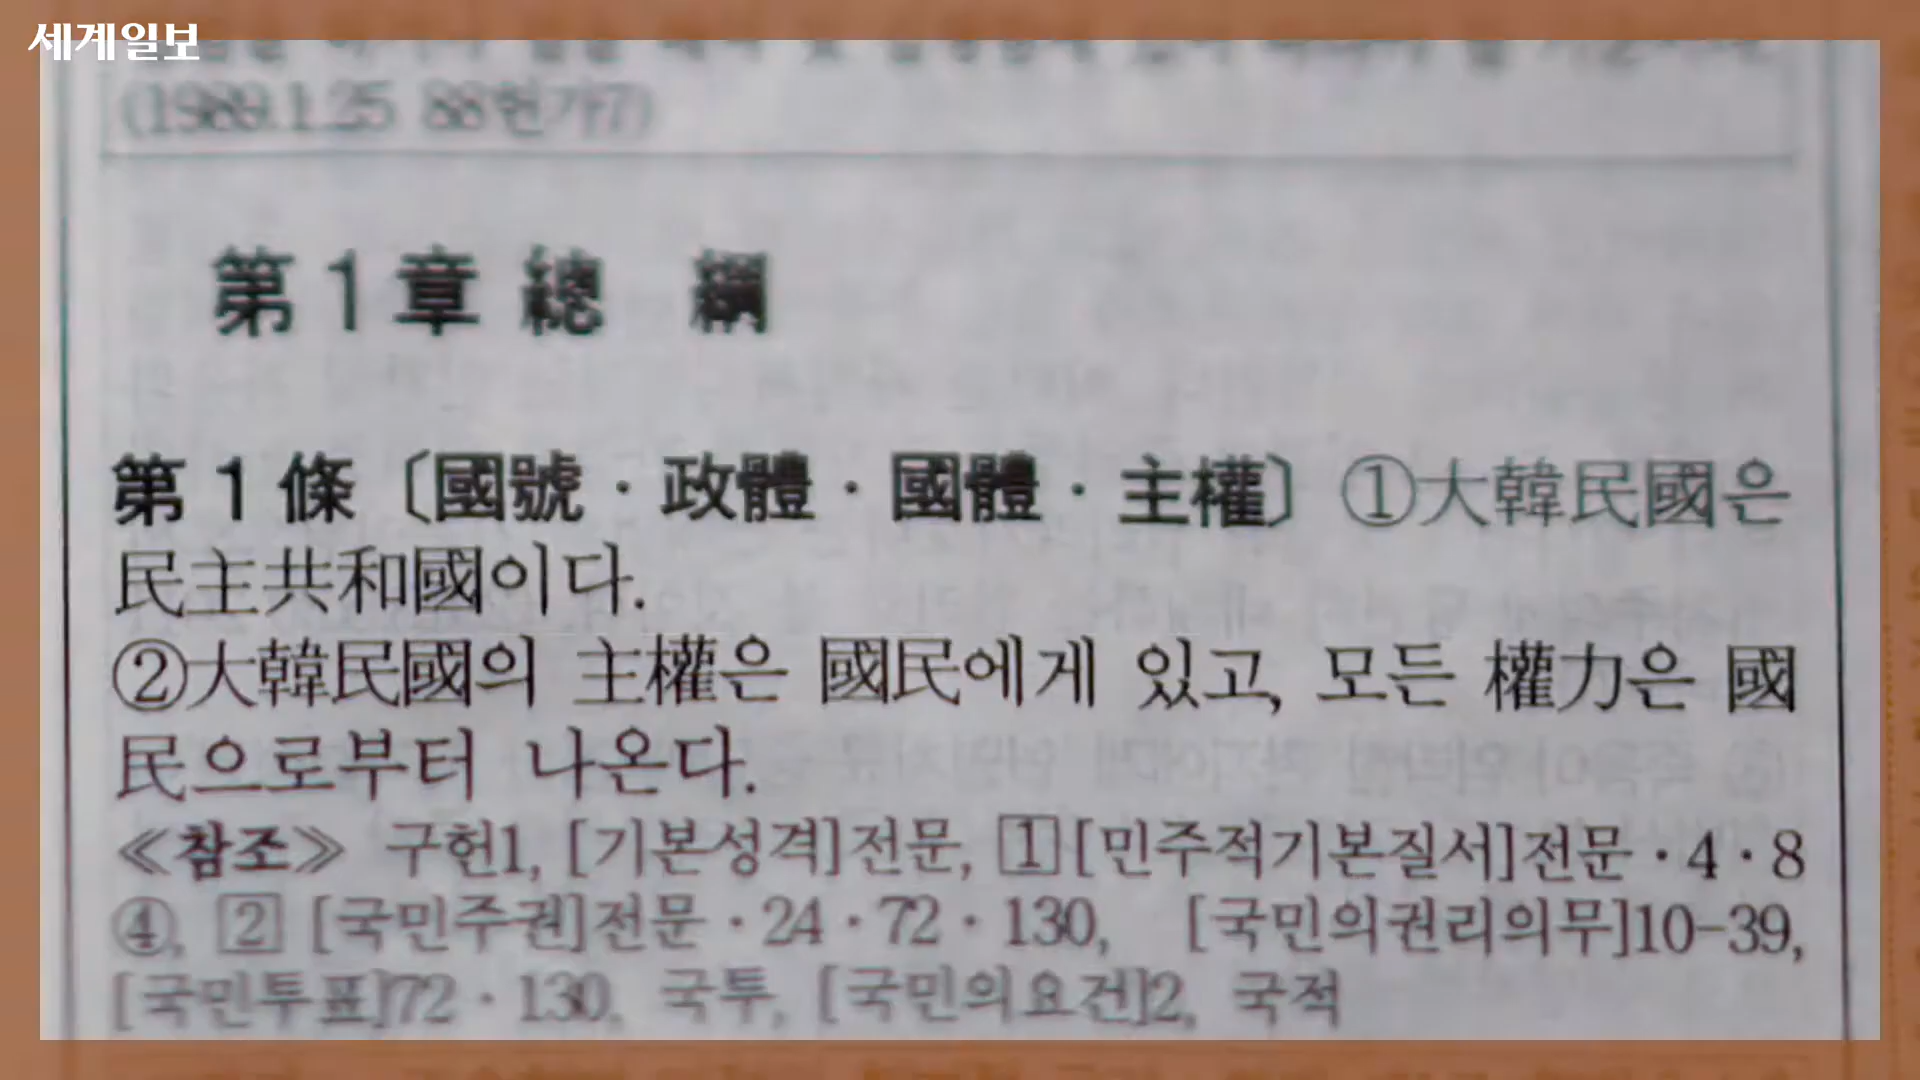 세계일보
(1989.1.25 88헌가7)
第1章 總 綱
第1條〔國號·政體·國體·主權〕①大韓民國은
民主共和國이다.
②大韓民國의 主權은 國民에게 있고, 모든 權力은 國
民으로부터 나온다.
≪참조≫ 구헌1, [기본성격]전문, 1[민주적기본질서]전문·4·8
④, 2 [국민주권]전문·24·72·130, [국민의권리의무]10-39,
[국민투표]72·130, 국투, [국민의요건]2, 국적